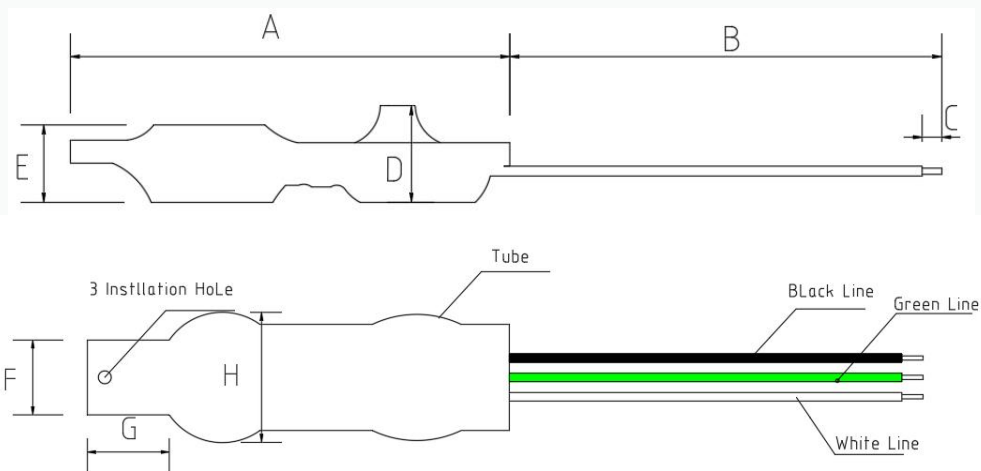 A
B
C
E
D
Tube
3 Instllation HoLe
BLack Line
Green Line
F
H
G
White Line